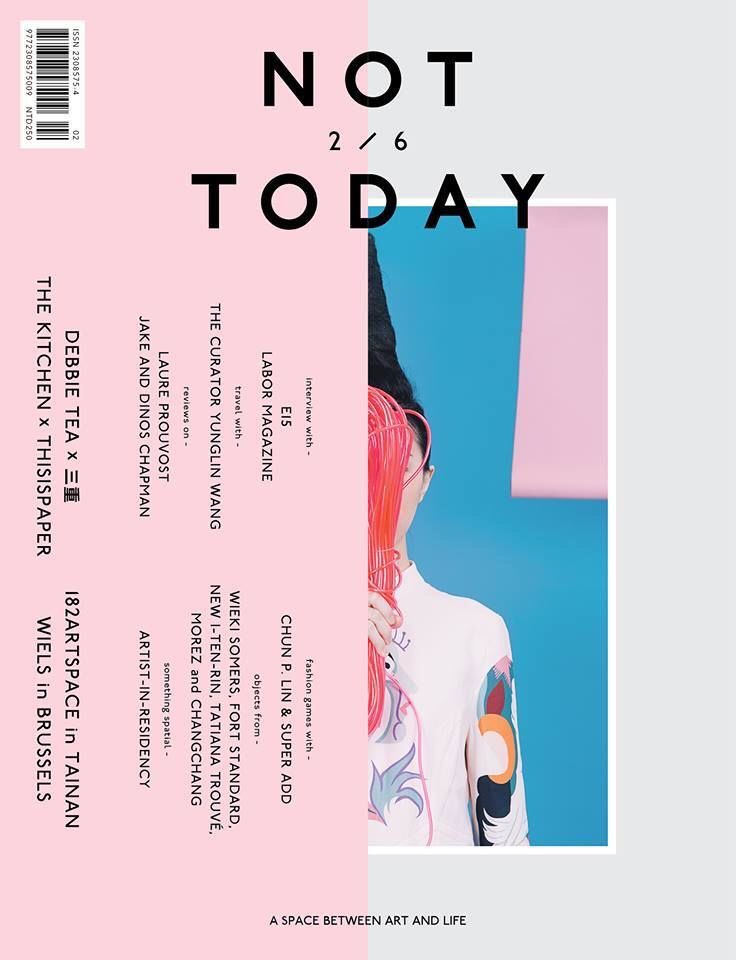 ISSN 2308575-4
02
9772308575009
NTD250
NOT
2 / 6
TODAY
interview with -
E15
LABOR MAGAZINE
travel with -
THE CURATOR YUNGLIN WANG
reviews on -
LAURE PROUVOST
JAKE AND DINOS CHAPMAN
DEBBIE TEA x 三重
THE KITCHEN x THISISPAPER
fashion games with -
CHUN P. LIN & SUPER ADD
objects from -
WIEKI SOMERS, FORT STANDARD,
NEW I-TEN-RIN, TATIANA TROUVÉ,
MOREZ and CHANGCHANG
something spatial -
ARTIST-IN-RESIDENCY
182ARTSPACE in TAINAN
WIELS in BRUSSELS
A SPACE BETWEEN ART AND LIFE